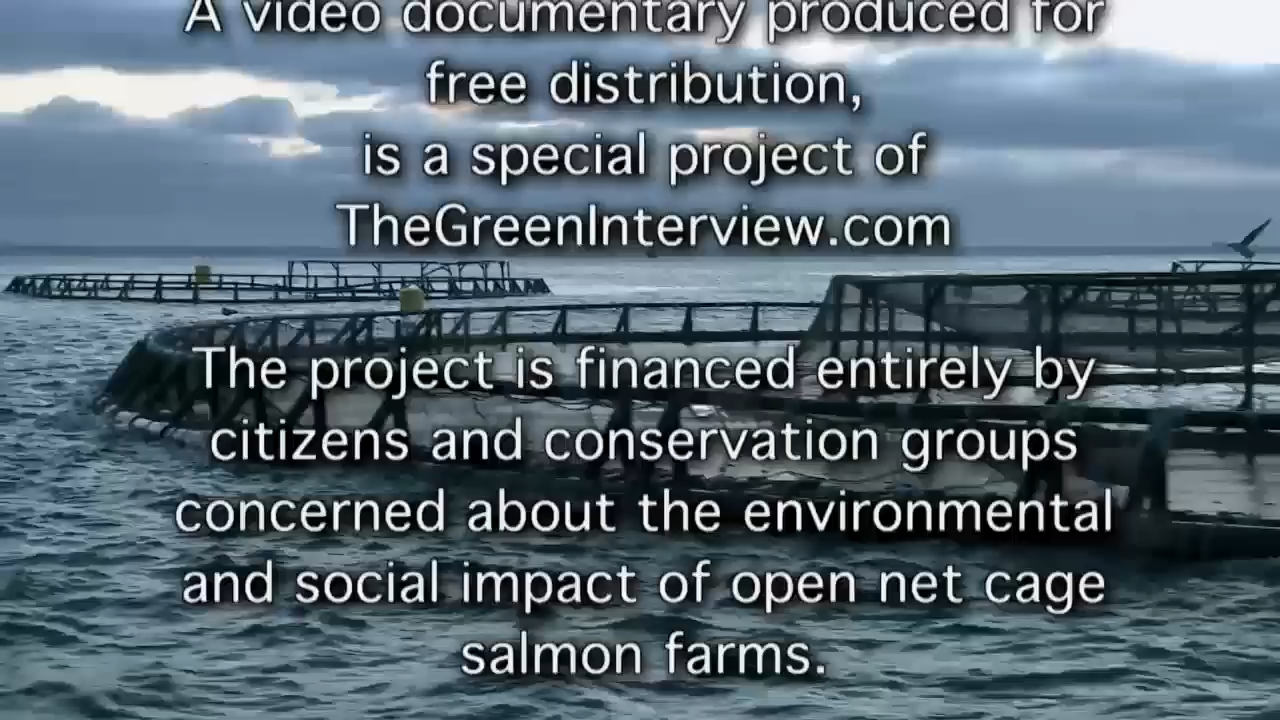 A video documentary produced for
free distribution,
is a special project of
TheGreenInterview.com
The project is financed entirely by
citizens and conservation groups
concerned about the environmental
and social impact of open net cage
salmon farms.